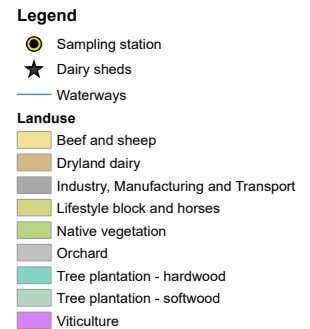 Legend
Sampling station
Dairy sheds
Waterways
Landuse
Beef and sheep
Dryland dairy
Industry, Manufacturing and Transport
Lifestyle block and horses
Native vegetation
Orchard
Tree plantation - hardwood
Tree plantation - softwood
Viticulture